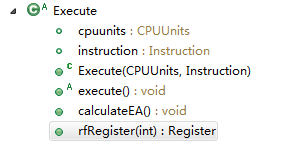 Execute
cpuunits : CPUUnits
instruction : Instruction
C Execute(CPUUnits, Instruction)
A execute() : void
calculateEA() : void
rfRegister(int) : Register